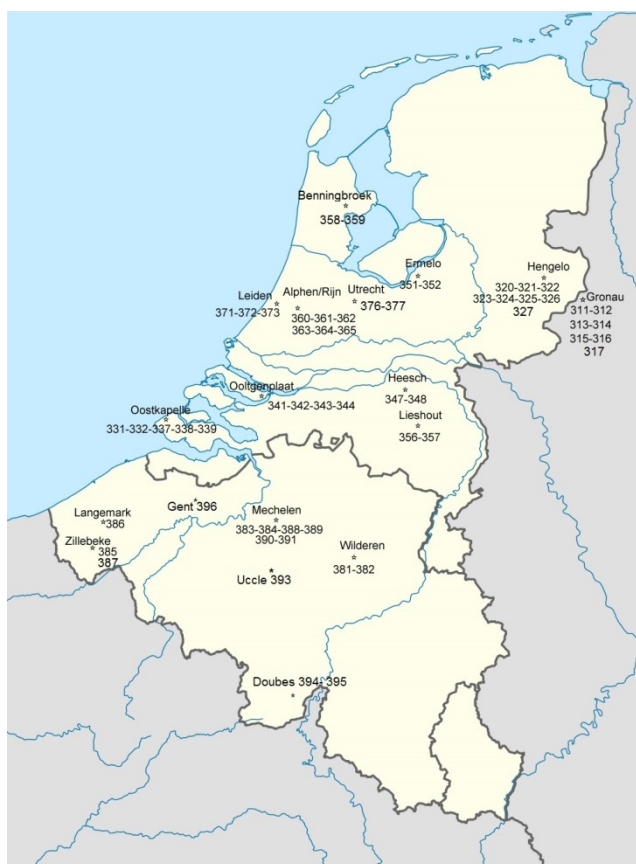 Benningbroek
358-359
Ermelo
351-352
Hengelo
320-321-322
323-324-325-326
327
Gronau
311-312
313-314
315-316
317
Leiden
371-372-373
Alphen/Rijn
360-361-362
363-364-365
Utrecht
376-377
Ooltgenplaat
341-342-343-344
Heesch
347-348
Oostkapelle
331-332-337-338-339
Lieshout
356-357
Langemark
386
Gent 396
Mechelen
383-384-388-389
390-391
Zillebeke
385
387
Wilderen
381-382
Uccle 393
Doubes 394-395